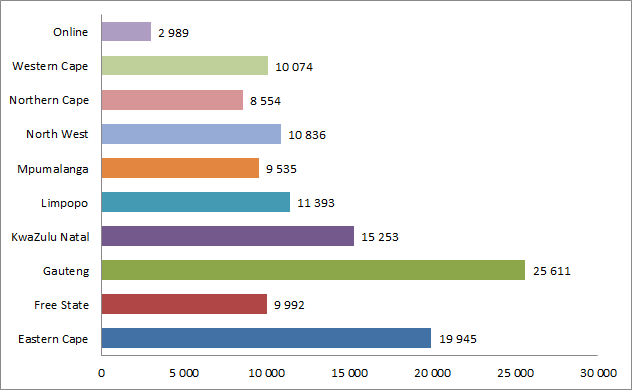 Online 2 989
Western Cape 10 074
Northern Cape 8 554
North West 10 836
Mpumalanga 9 535
Limpopo 11 393
KwaZulu Natal 15 253
Gauteng 25 611
Free State 9 992
Eastern Cape 19 945
0 5 000 10 000 15 000 20 000 25 000 30 000